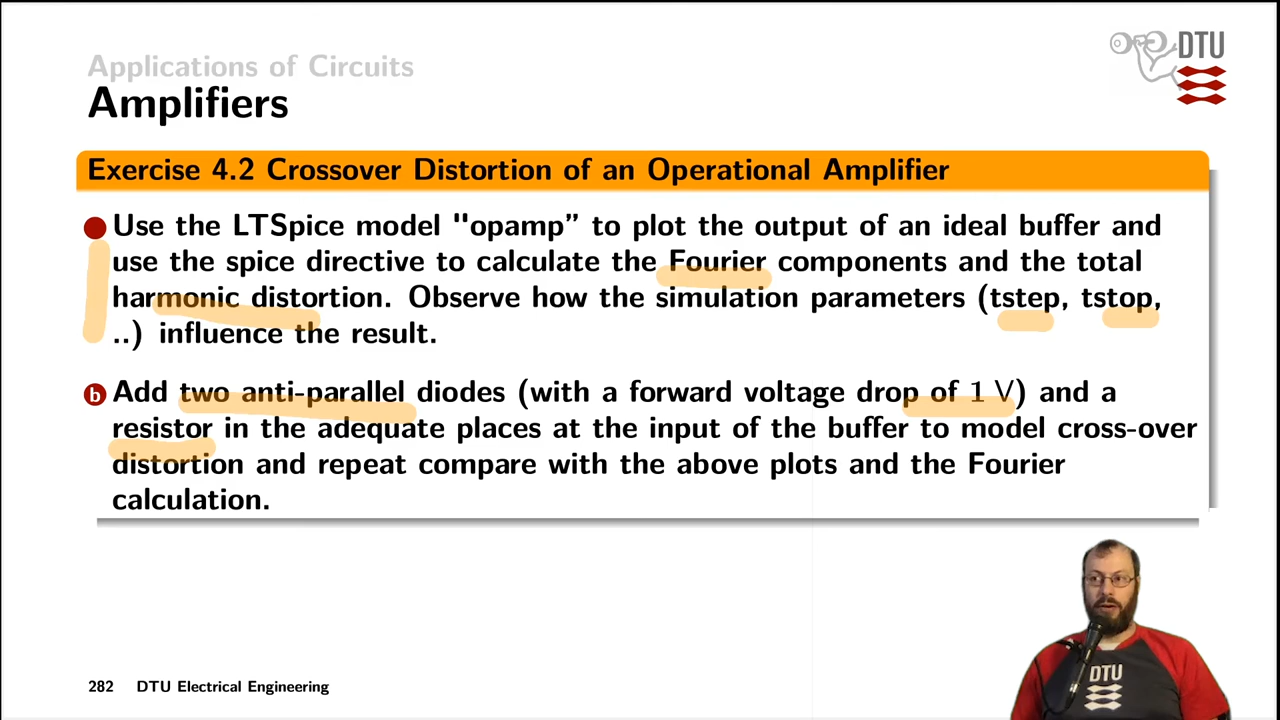 Applications of Circuits
DTU
Amplifiers
Exercise 4.2 Crossover Distortion of an Operational Amplifier
Use the LTSpice model "opamp” to plot the output of an ideal buffer and
use the spice directive to calculate the Fourier components and the total
harmonic distortion. Observe how the simulation parameters (tstep, tstop,
..) influence the result.
b Add two anti-parallel diodes (with a forward voltage drop of 1 V) and a
resistor in the adequate places at the input of the buffer to model cross-over
distortion and repeat compare with the above plots and the Fourier
calculation.
DTU
282 DTU Electrical Engineering